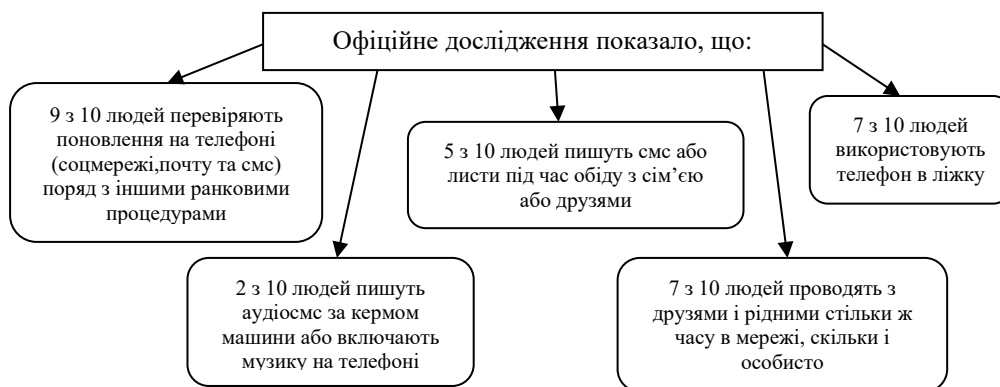 Офіційне дослідження показало, що:
9 з 10 людей перевіряють
поновлення на телефоні
(соцмережі,почту та смс)
поряд з іншими ранковими
процедурами
5 з 10 людей пишуть смс або
листи під час обіду з сім’єю
або друзями
7 з 10 людей
використовують
телефон в ліжку
2 з 10 людей пишуть
аудіосмс за кермом
машини або включають
музику на телефоні
7 з 10 людей проводять з
друзями і рідними стільки ж
часу в мережі, скільки і
особисто